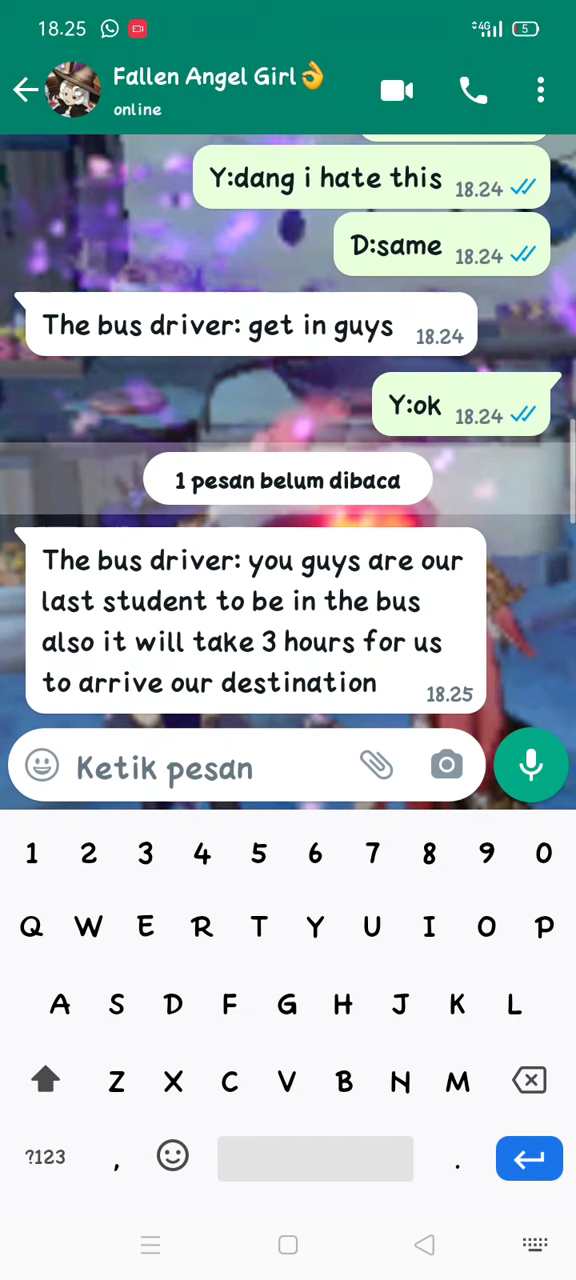 18.25
4G
5
Fallen Angel Girl👌
online
Y:dang i hate this 18.24
D:same 18.24
The bus driver: get in guys 18.24
Y:ok 18.24
1 pesan belum dibaca
The bus driver: you guys are our
last student to be in the bus
also it will take 3 hours for us
to arrive our destination 18.25
Ketik pesan
1 2 3 4 5 6 7 8 9 0
Q W E R T Y U I O P
A S D F G H J K L
Z X C V B N M
?123 , .